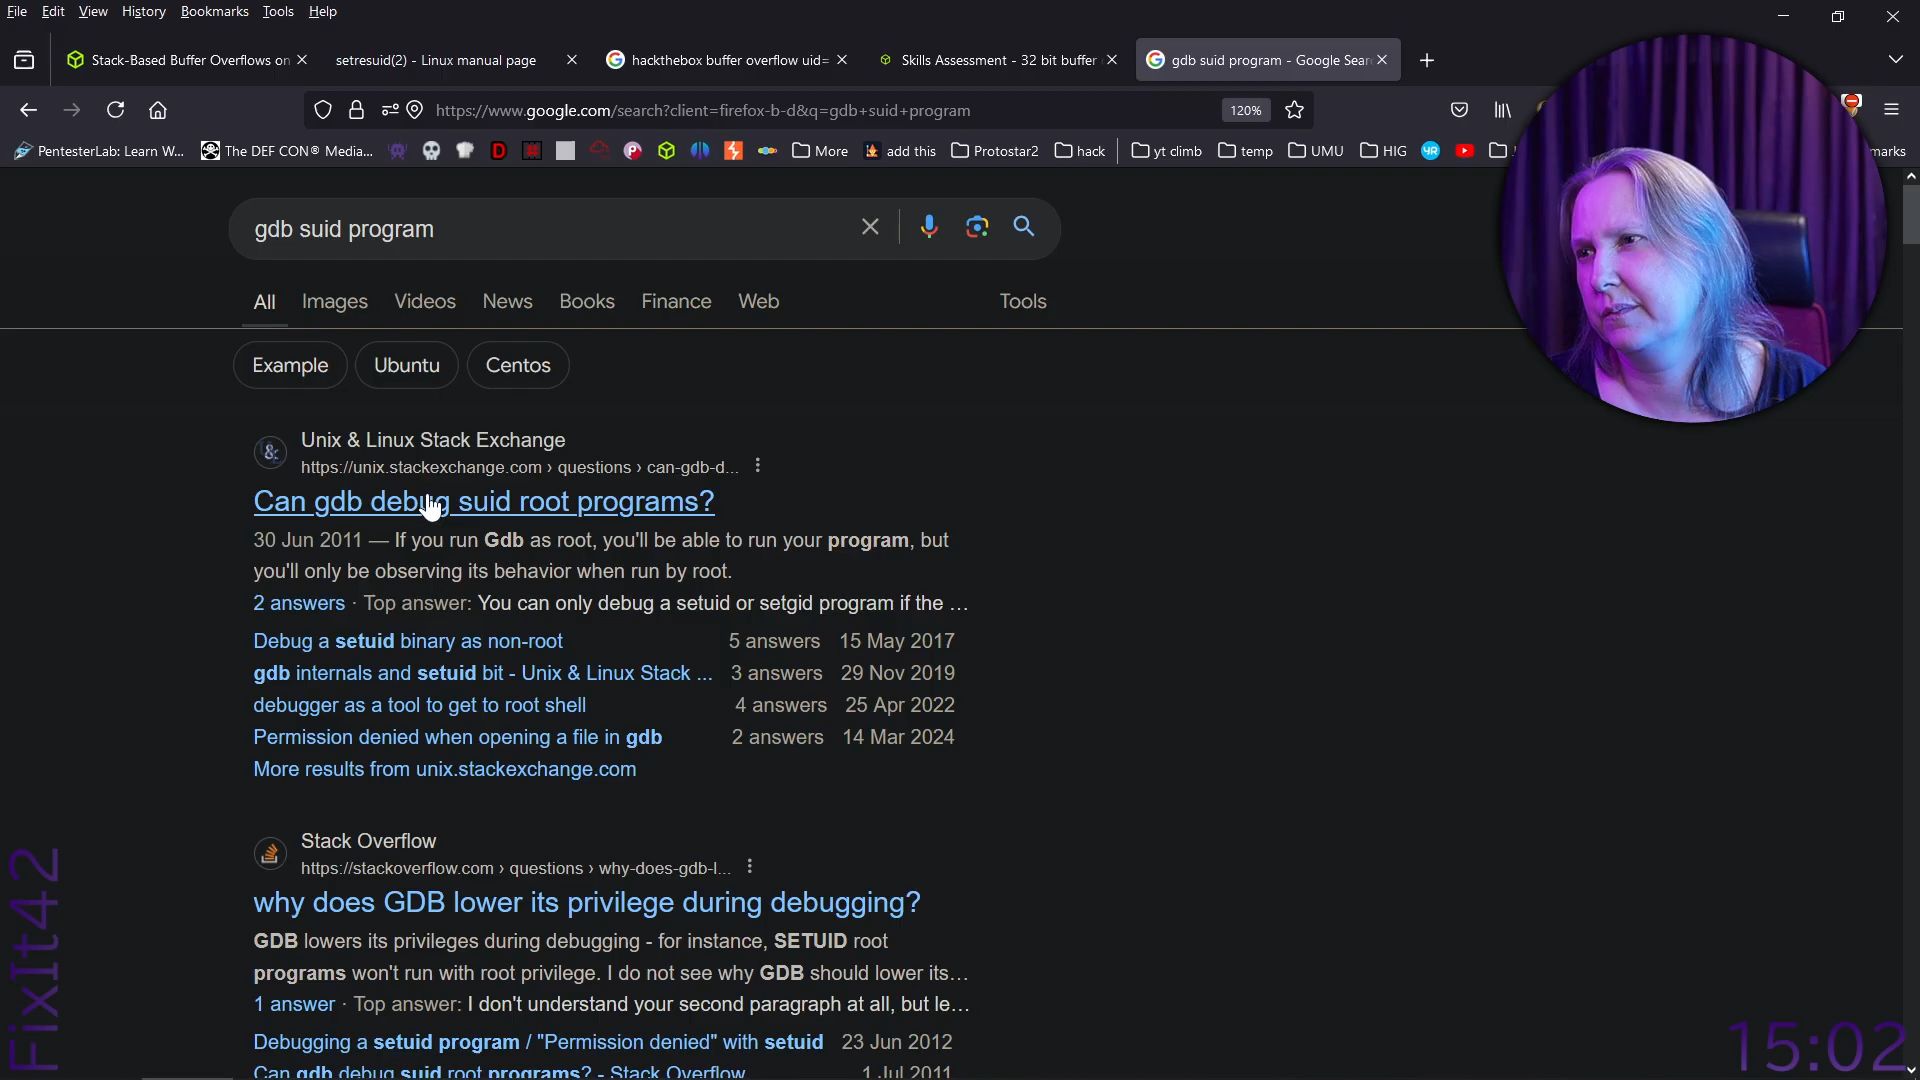 File Edit View History Bookmarks Tools Help
Stack-Based Buffer Overflows on
setresuid(2) - Linux manual page
hackthebox buffer overflow uid=
Skills Assessment - 32 bit buffer
gdb suid program - Google Sear
https://www.google.com/search?client=firefox-b-d&q=gdb+suid+program
120%
PentesterLab: Learn W...
The DEF CON® Media...
More
add this
Protostar2
hack
yt climb
temp
UMU
HIG
marks
gdb suid program
All Images Videos News Books Finance Web Tools
Example Ubuntu Centos
Unix & Linux Stack Exchange
https://unix.stackexchange.com › questions › can-gdb-d...
Can gdb debug suid root programs?
30 Jun 2011 — If you run Gdb as root, you'll be able to run your program, but
you'll only be observing its behavior when run by root.
2 answers · Top answer: You can only debug a setuid or setgid program if the ...
Debug a setuid binary as non-root 5 answers 15 May 2017
gdb internals and setuid bit - Unix & Linux Stack ... 3 answers 29 Nov 2019
debugger as a tool to get to root shell 4 answers 25 Apr 2022
Permission denied when opening a file in gdb 2 answers 14 Mar 2024
More results from unix.stackexchange.com
Stack Overflow
https://stackoverflow.com › questions › why-does-gdb-l...
why does GDB lower its privilege during debugging?
GDB lowers its privileges during debugging - for instance, SETUID root
programs won't run with root privilege. I do not see why GDB should lower its...
1 answer · Top answer: I don't understand your second paragraph at all, but le...
Debugging a setuid program / "Permission denied" with setuid 23 Jun 2012
Can gdb debug suid root programs? - Stack Overflow 1 Jul 2011
FixIt42
15:02